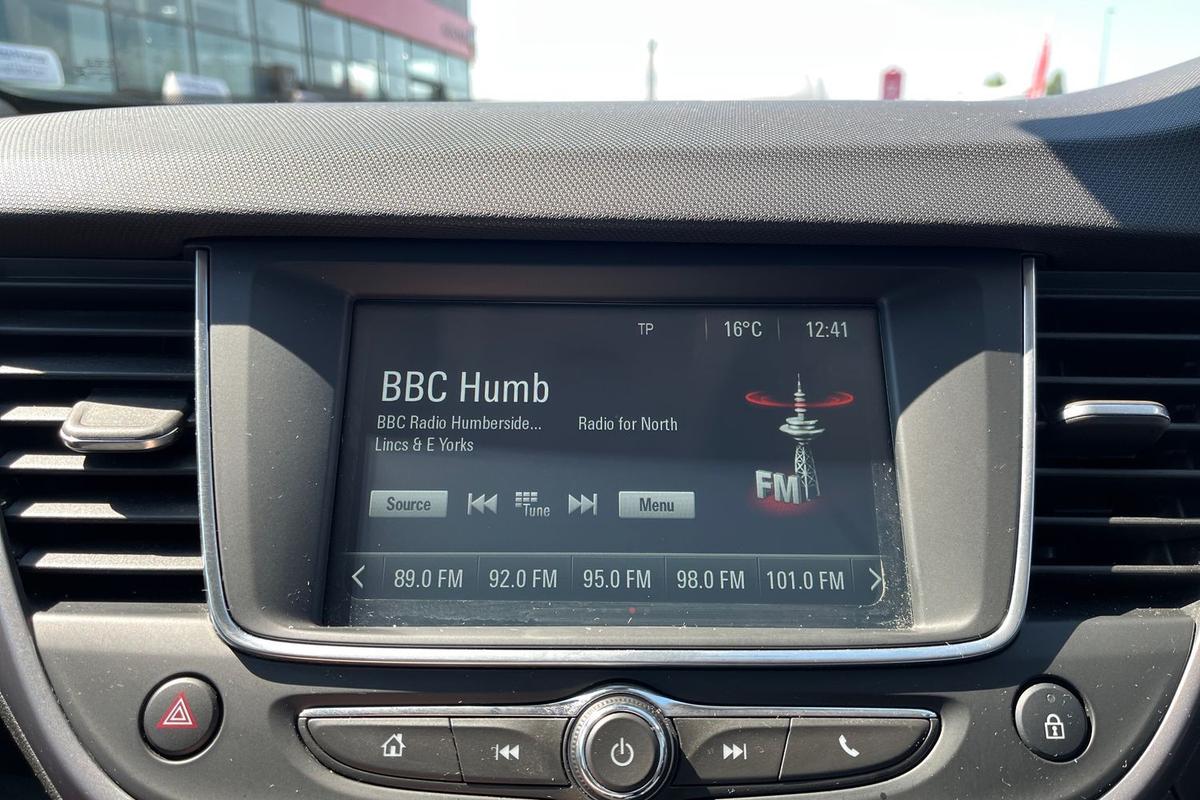 TP 16°C 12:41
BBC Humb
BBC Radio Humberside... Radio for North
Lincs & E Yorks
FM
Source Tune Menu
89.0 FM 92.0 FM 95.0 FM 98.0 FM 101.0 FM